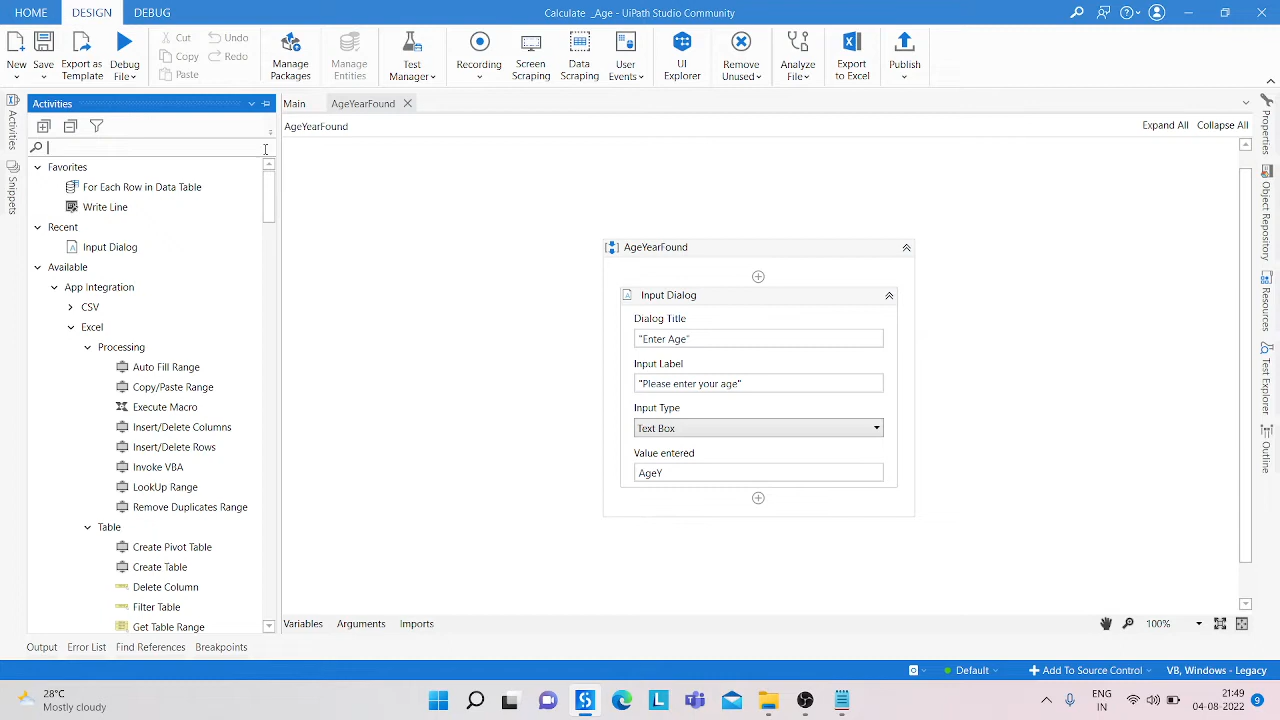 HOME DESIGN DEBUG Calculate _Age - UiPath Studio Community
New Save Export as Template Debug File Cut Copy Paste Undo Redo Manage Packages Manage Entities Test Manager Recording Screen Scraping Data Scraping User Events UI Explorer Remove Unused Analyze File Export to Excel Publish
Activities
Main AgeYearFound
AgeYearFound Expand All Collapse All
Favorites
For Each Row in Data Table
Write Line
Recent
Input Dialog
Available
App Integration
CSV
Excel
Processing
Auto Fill Range
Copy/Paste Range
Execute Macro
Insert/Delete Columns
Insert/Delete Rows
Invoke VBA
LookUp Range
Remove Duplicates Range
Table
Create Pivot Table
Create Table
Delete Column
Filter Table
Get Table Range
Activities
Snippets
AgeYearFound
Input Dialog
Dialog Title
"Enter Age"
Input Label
"Please enter your age"
Input Type
Text Box
Value entered
AgeY
Properties
Object Repository
Resources
Test Explorer
Outline
Variables Arguments Imports 100%
Output Error List Find References Breakpoints
Default Add To Source Control VB, Windows - Legacy
28°C
Mostly cloudy
ENG
IN
21:49
04-08-2022
9